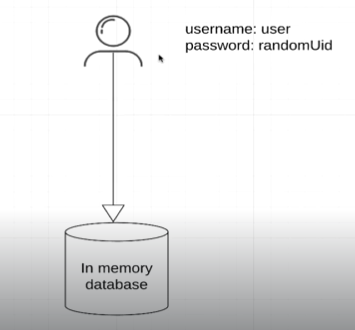 username: user
password: randomUid
In memory
database